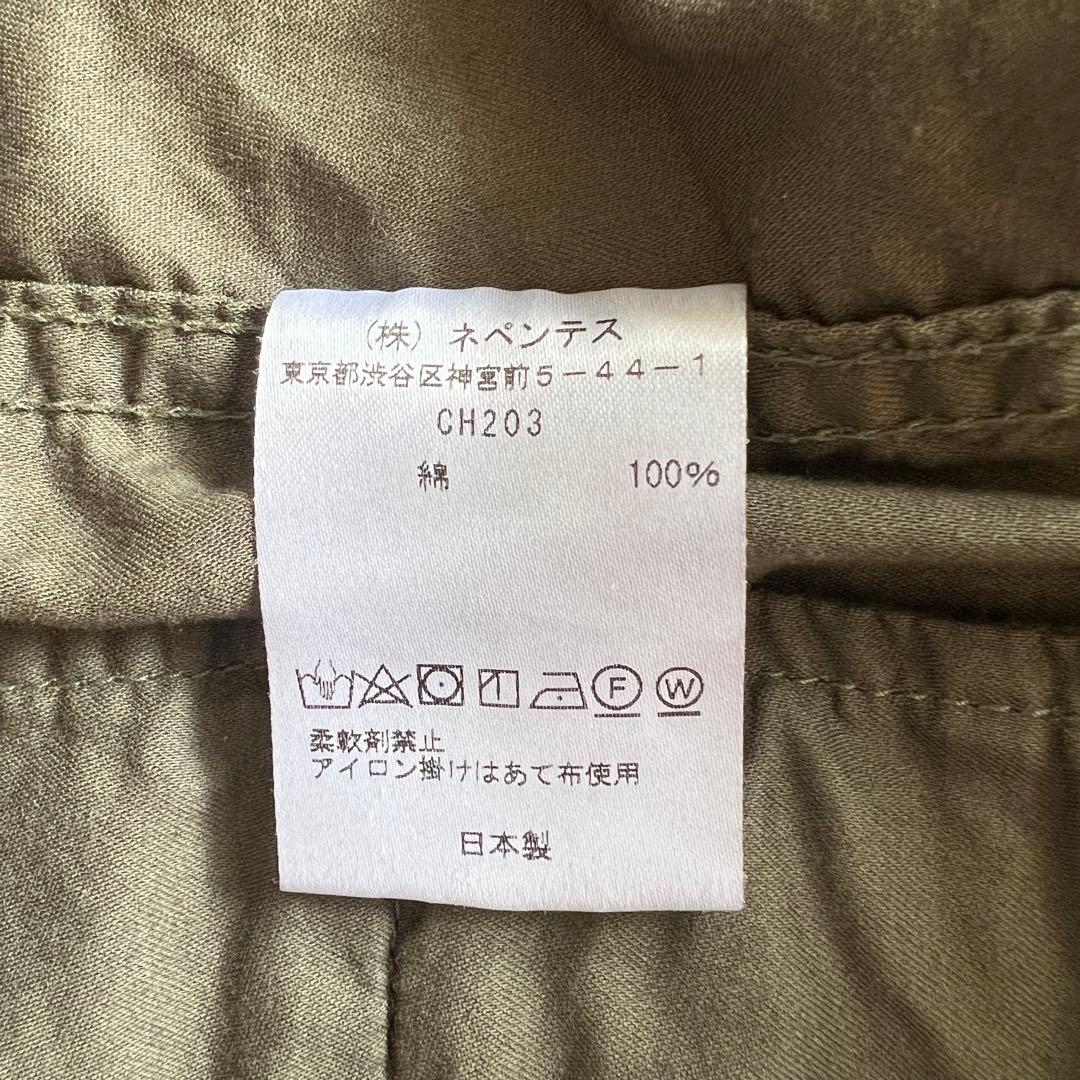 (株) ネペンテス
東京都渋谷区神宮前5-44-1
CH203
綿 100%
F W
柔軟剤禁止
アイロン掛けはあて布使用
日本製